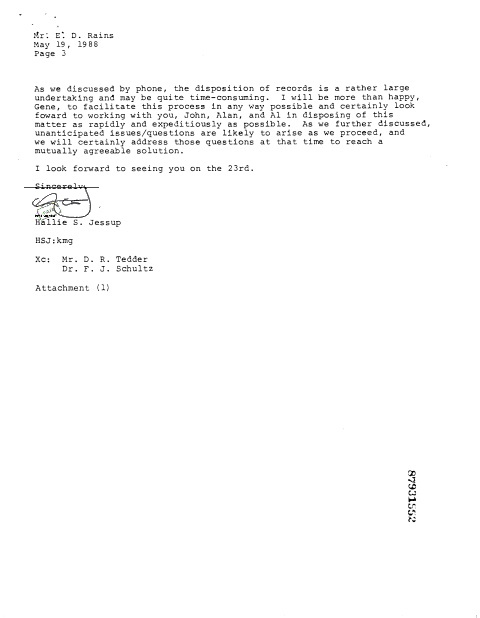 Mr. E. D. Rains
May 19, 1988
Page 3
As we discussed by phone, the disposition of records is a rather large
undertaking and may be quite time-consuming. I will be more than happy,
Gene, to facilitate this process in any way possible and certainly look
foward to working with you, John, Alan, and Al in disposing of this
matter as rapidly and expeditiously as possible. As we further discussed,
unanticipated issues/questions are likely to arise as we proceed, and
we will certainly address those questions at that time to reach a
mutually agreeable solution.
I look forward to seeing you on the 23rd.
Sincerely,
Hallie S. Jessup
HSJ:kmg
Xc: Mr. D. R. Tedder
Dr. F. J. Schultz
Attachment (1)
87931552